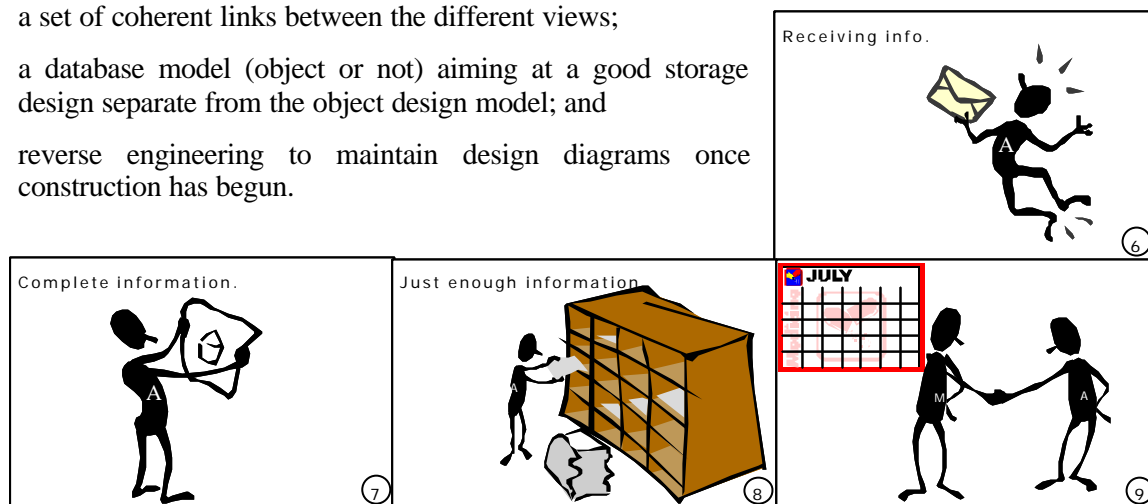 a set of coherent links between the different views;
a database model (object or not) aiming at a good storage
design separate from the object design model; and
reverse engineering to maintain design diagrams once
construction has begun.
Receiving info.
A
6
Complete information.
A
7
Just enough information
A
8
JULY
M
A
9